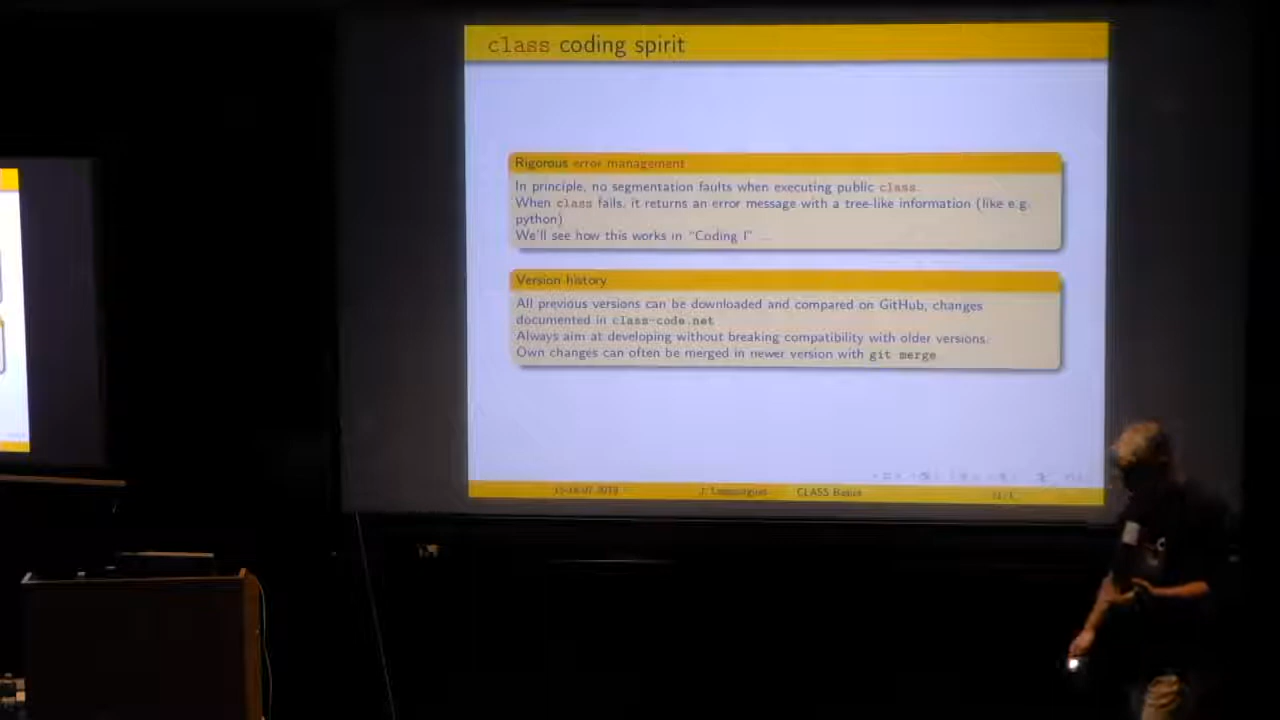 class coding spirit
Rigorous error management
In principle, no segmentation faults when executing public class.
When class fails, it returns an error message with a tree-like information (like e.g.
python)
We'll see how this works in "Coding I" ...
Version history
All previous versions can be downloaded and compared on GitHub, changes
documented in class-code.net
Always aim at developing without breaking compatibility with older versions.
Own changes can often be merged in newer version with git merge
J. Lesgourgues CLASS Basics